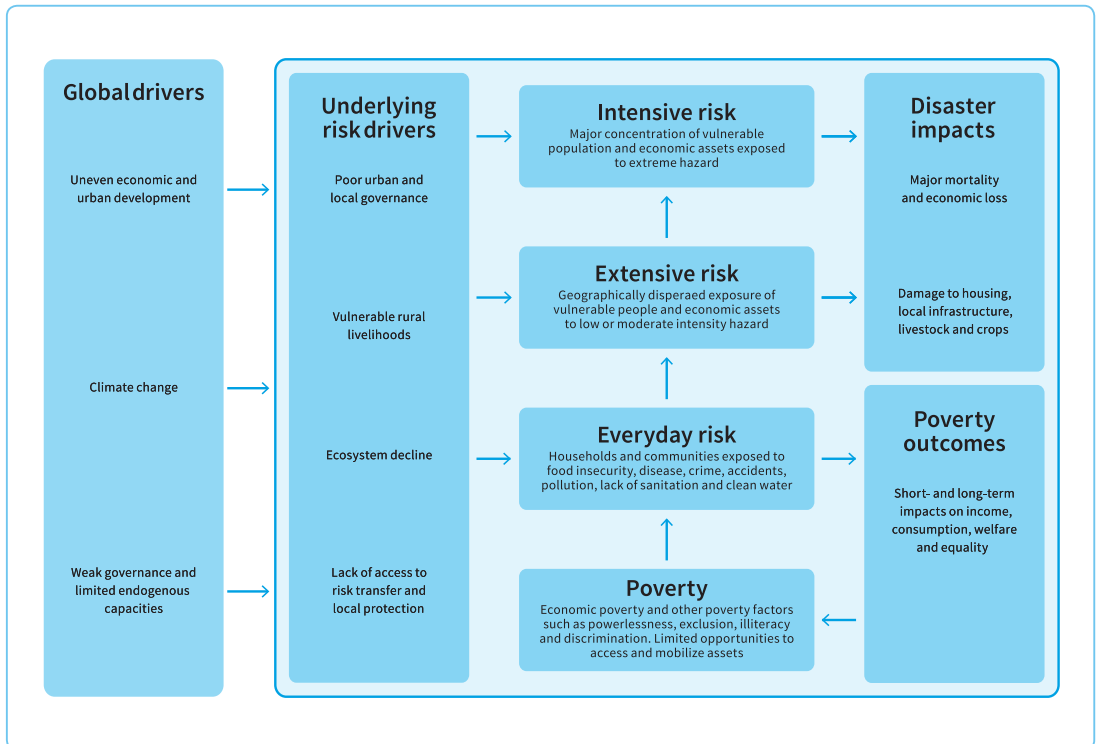 Global drivers
Uneven economic and
urban development
Climate change
Weak governance and
limited endogenous
capacities
Underlying
risk drivers
Poor urban and
local governance
Vulnerable rural
livelihoods
Ecosystem decline
Lack of access to
risk transfer and
local protection
Intensive risk
Major concentration of vulnerable
population and economic assets exposed
to extreme hazard
Extensive risk
Geographically disperaed exposure of
vulnerable people and economic assets
to low or moderate intensity hazard
Everyday risk
Households and communities exposed to
food insecurity, disease, crime, accidents,
pollution, lack of sanitation and clean water
Poverty
Economic poverty and other poverty factors
such as powerlessness, exclusion, illiteracy
and discrimination. Limited opportunities to
access and mobilize assets
Disaster
impacts
Major mortality
and economic loss
Damage to housing,
local infrastructure,
livestock and crops
Poverty
outcomes
Short- and long-term
impacts on income,
consumption, welfare
and equality